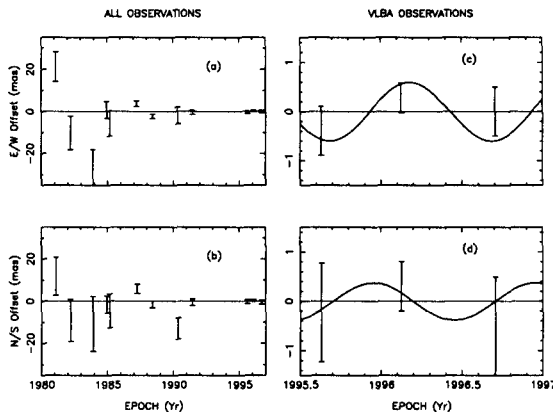 ALL OBSERVATIONS
VLBA OBSERVATIONS
E/W Offset (mas)
20
0
-20
(a)
1
0
-1
(c)
N/S Offset (mas)
20
0
-20
(b)
1
0
-1
(d)
1980 1985 1990 1995
1995.5 1996 1996.5 1997
EPOCH (Yr)
EPOCH (Yr)